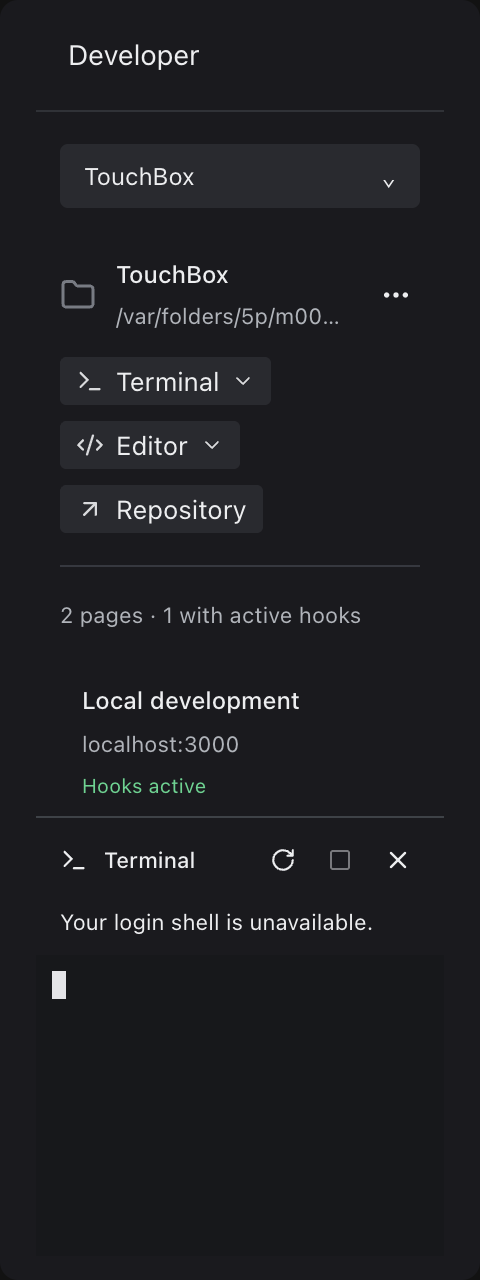 Developer
TouchBox
TouchBox
/var/folders/5p/m00...
Terminal
Editor
Repository
2 pages · 1 with active hooks
Local development
localhost:3000
Hooks active
Terminal
Your login shell is unavailable.